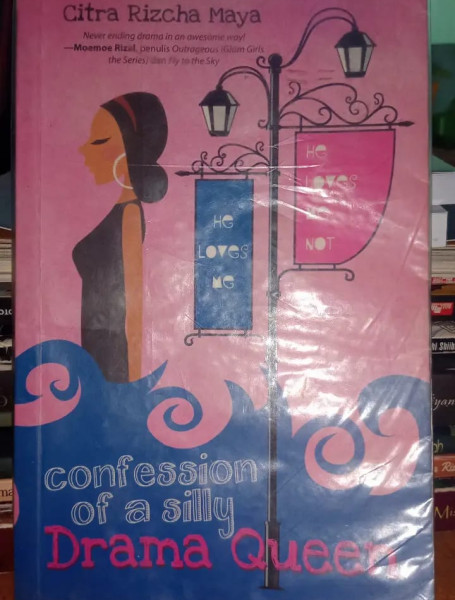 Citra Rizcha Maya
Never ending drama in an awesome way!
—Moemoe Rizal, penulis Outrageous (Glam Girls
the Series) dan Fly to the Sky
HE
LOVES
ME
NOT
HE
LOVES
ME
confession
of a silly
Drama Queen